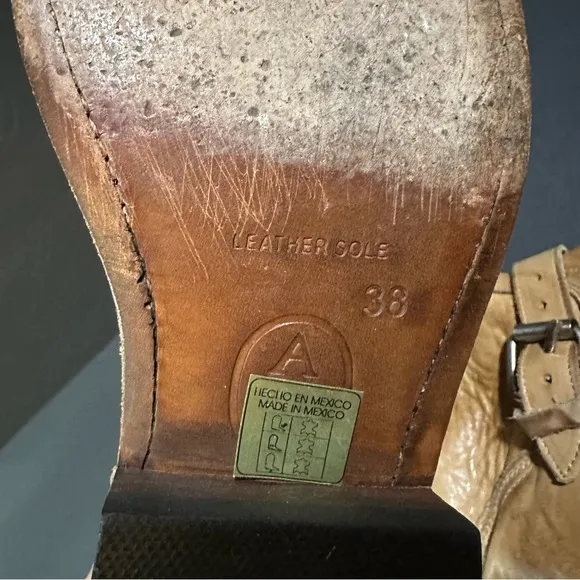 LEATHER SOLE
38
A
HECHO EN MEXICO
MADE IN MEXICO